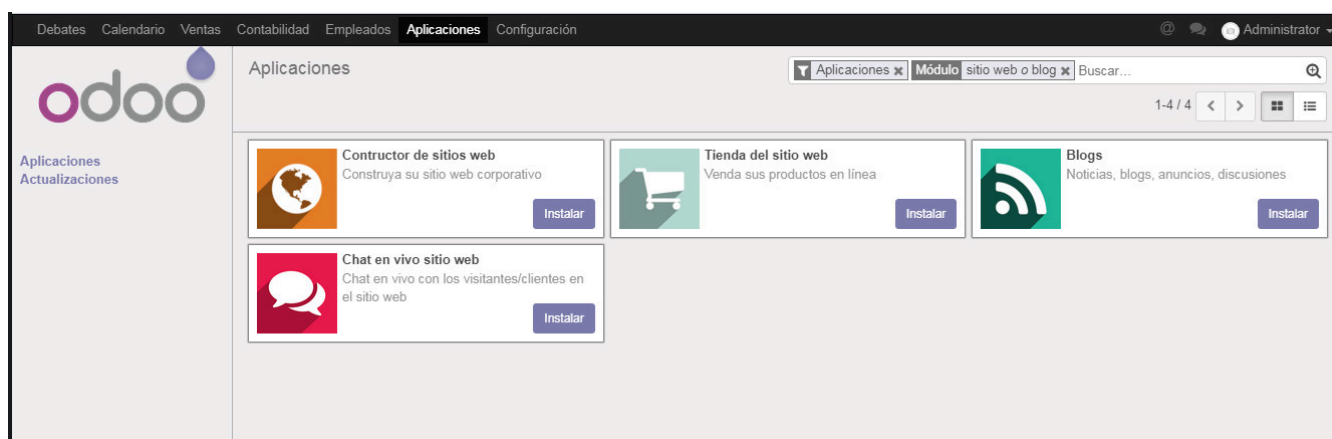 Debates Calendario Ventas Contabilidad Empleados Aplicaciones Configuración @ Administrator
odoo
Aplicaciones
Aplicaciones x Módulo sitio web o blog x Buscar...
1-4 / 4
Aplicaciones
Actualizaciones
Contructor de sitios web
Construya su sitio web corporativo
Instalar
Tienda del sitio web
Venda sus productos en línea
Instalar
Blogs
Noticias, blogs, anuncios, discusiones
Instalar
Chat en vivo sitio web
Chat en vivo con los visitantes/clientes en
el sitio web
Instalar